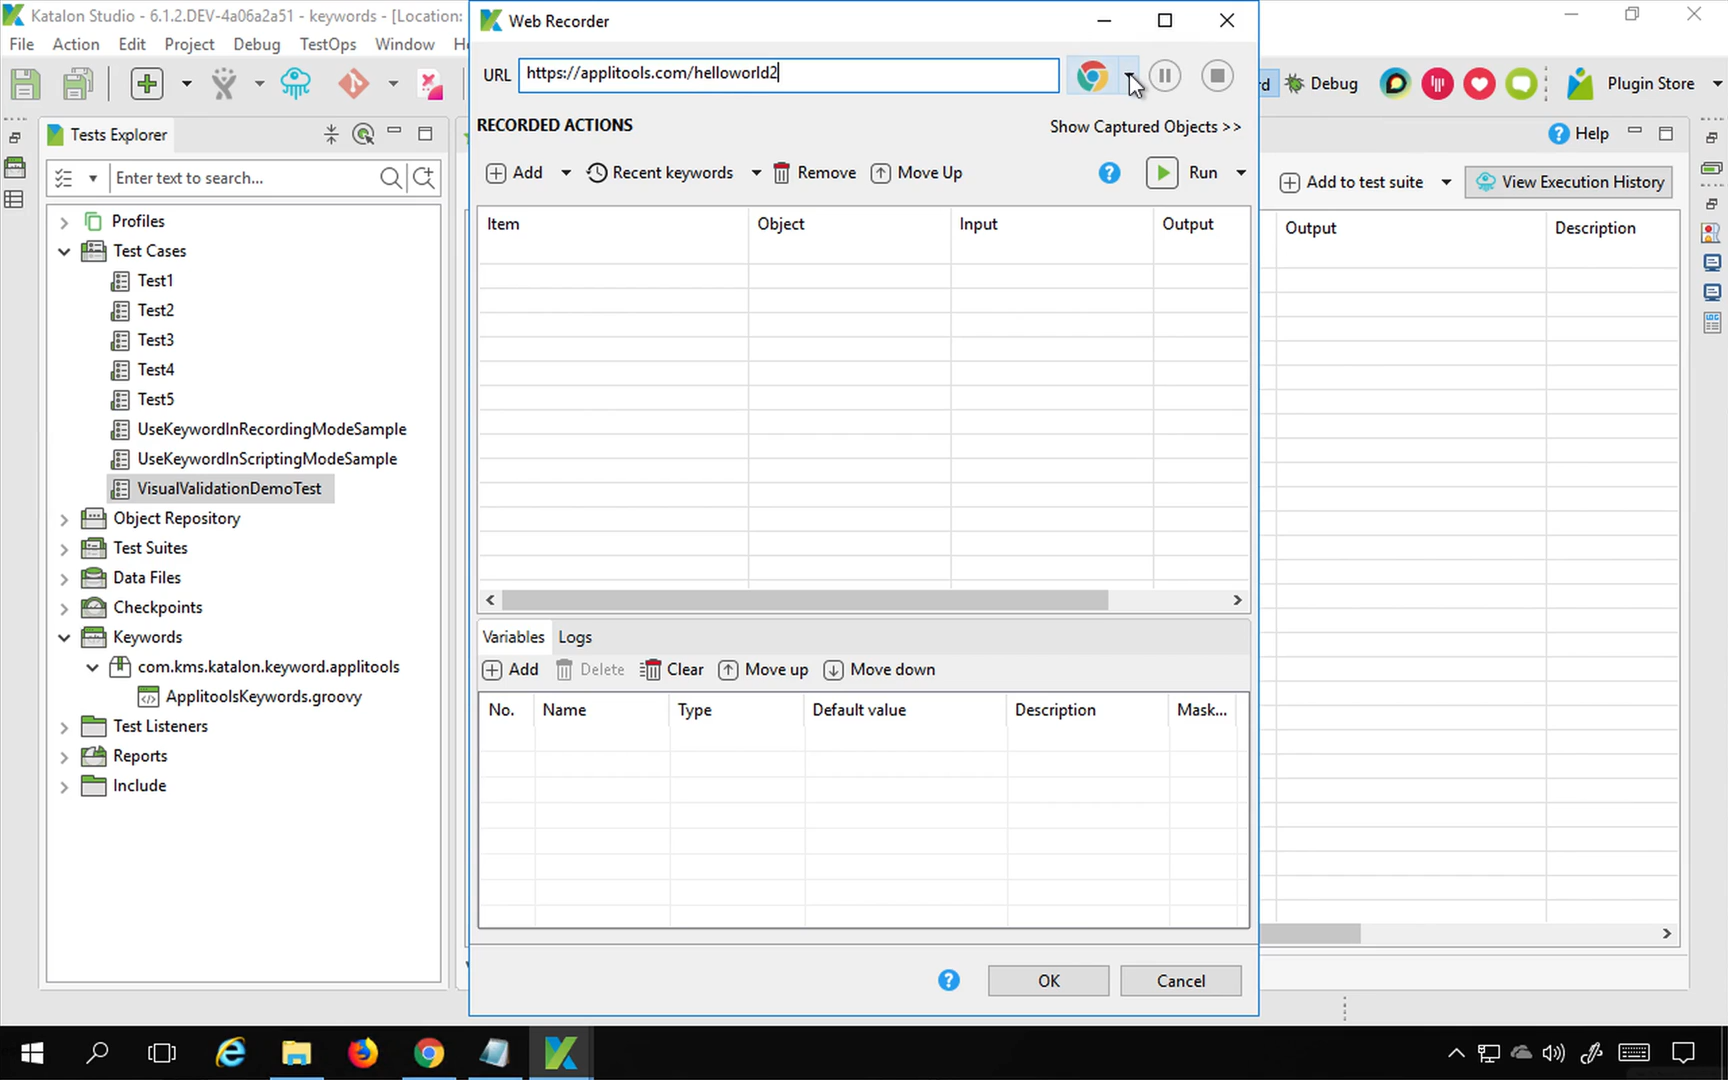 Katalon Studio - 6.1.2.DEV-4a06a2a51 - keywords - [Location:
File Action Edit Project Debug TestOps Window H
Web Recorder
URL https://applitools.com/helloworld2
RECORDED ACTIONS
Show Captured Objects >>
Add Recent keywords Remove Move Up Run
Item Object Input Output
Variables Logs
Add Delete Clear Move up Move down
No. Name Type Default value Description Mask...
OK Cancel
Tests Explorer
Enter text to search...
Profiles
Test Cases
Test1
Test2
Test3
Test4
Test5
UseKeywordInRecordingModeSample
UseKeywordInScriptingModeSample
VisualValidationDemoTest
Object Repository
Test Suites
Data Files
Checkpoints
Keywords
com.kms.katalon.keyword.applitools
ApplitoolsKeywords.groovy
Test Listeners
Reports
Include
rd Debug Plugin Store
Help
Add to test suite View Execution History
Output Description